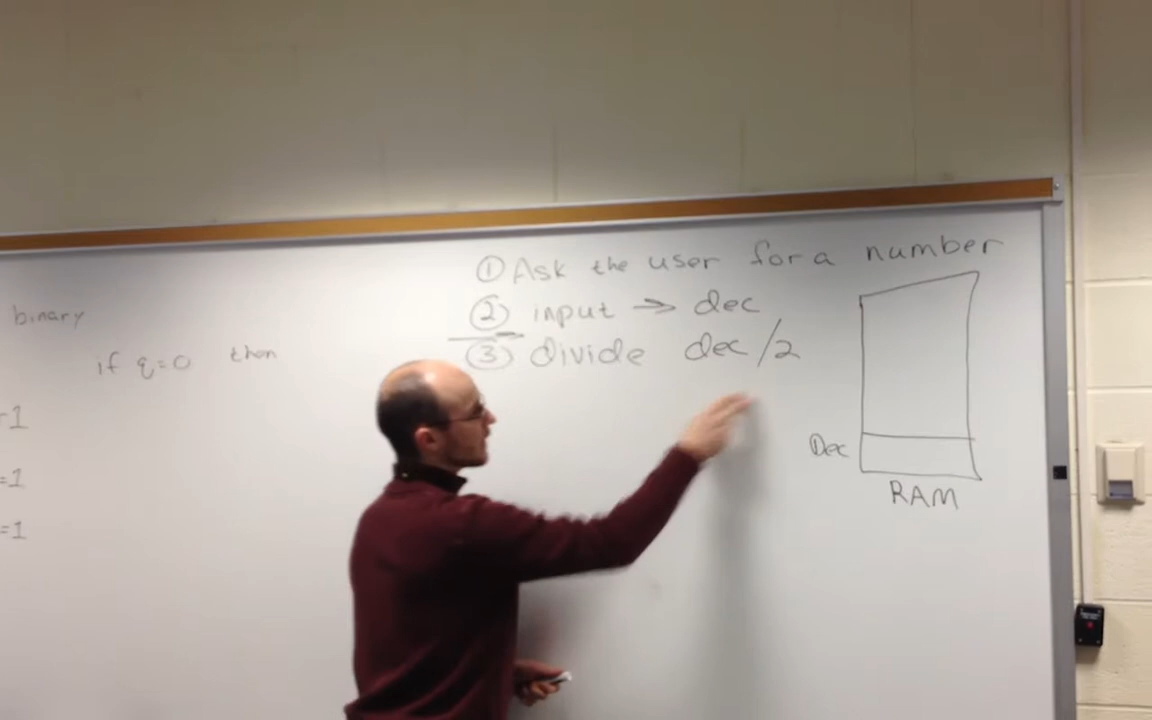 ① Ask the user for a number
② input → dec
③ divide dec/2
binary
if q=0 then
-1
=1
=1
Dec
RAM